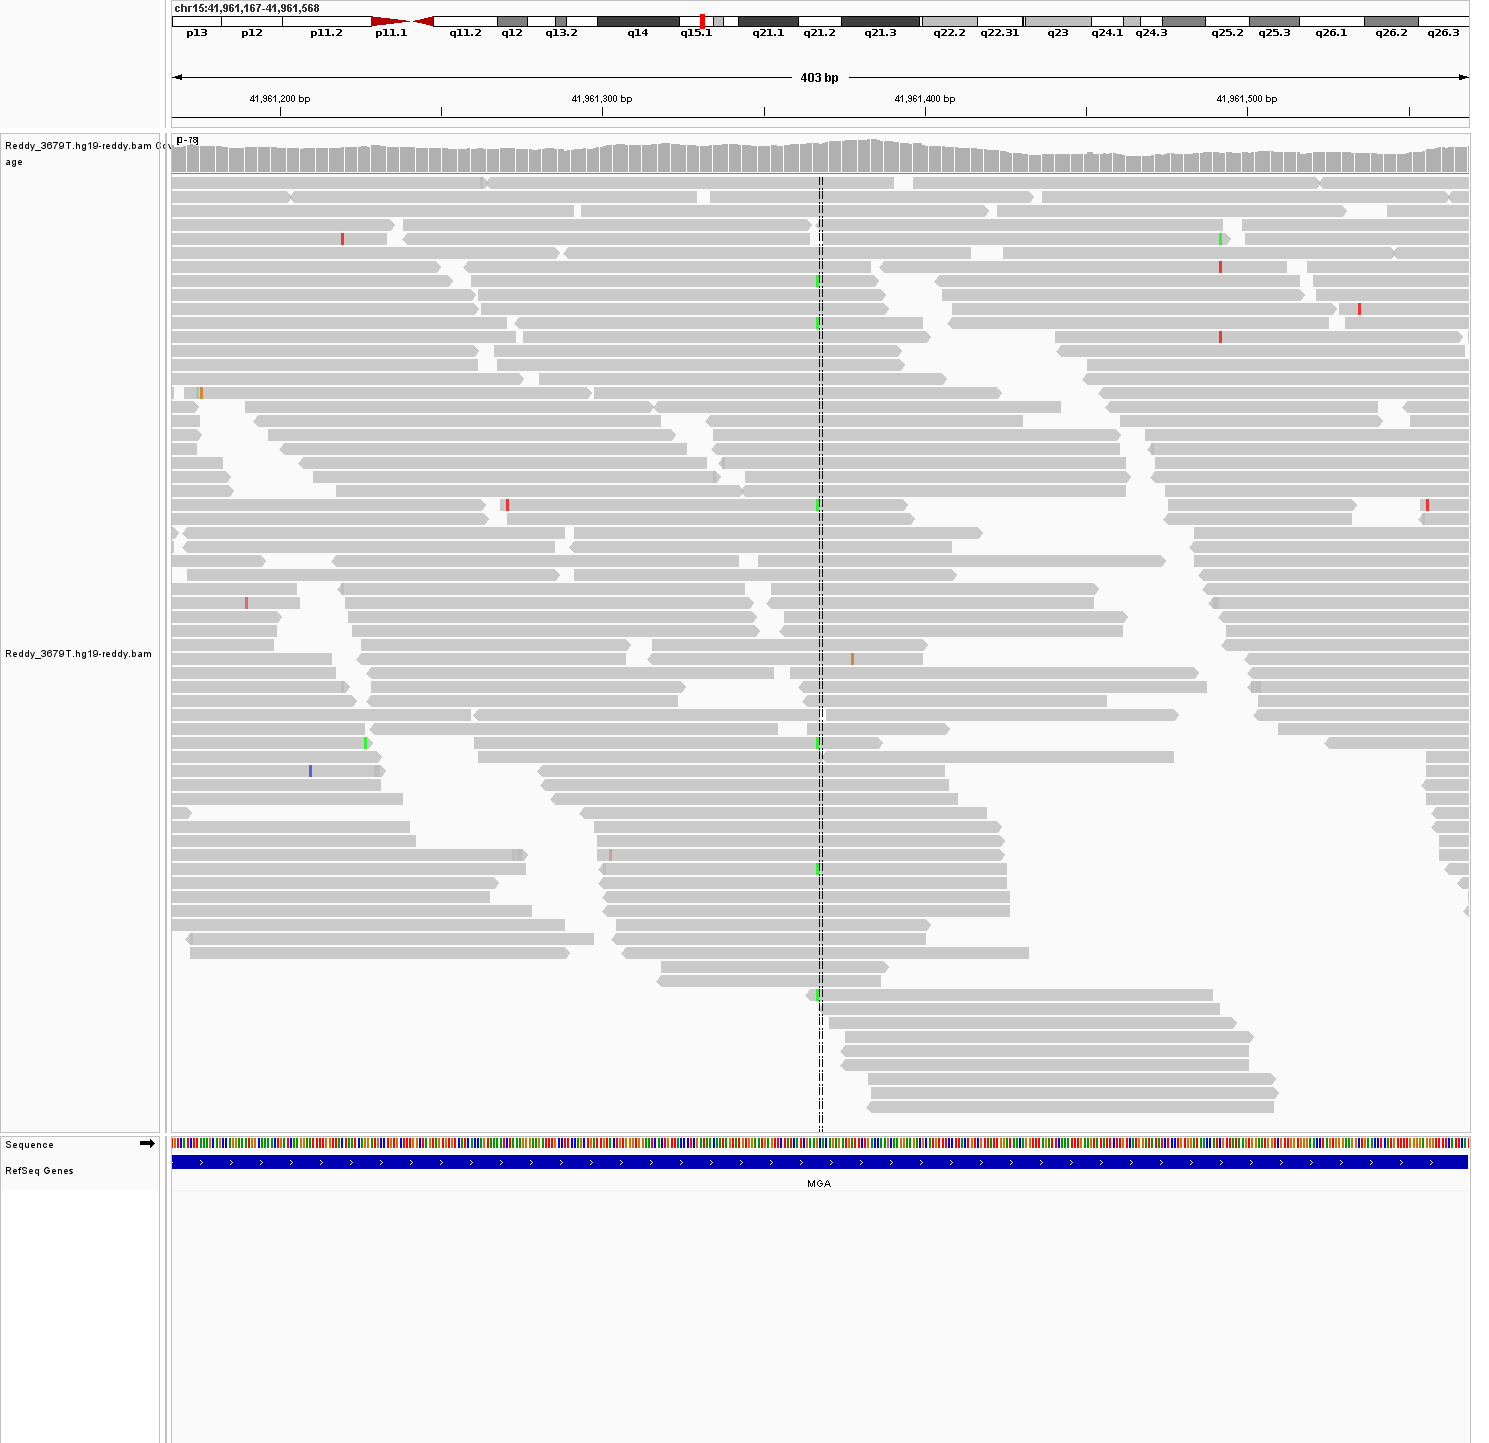 chr15:41,961,167-41,961,568
p13 p12 p11.2 p11.1 q11.2 q12 q13.2 q14 q15.1 q21.1 q21.2 q21.3 q22.2 q22.31 q23 q24.1 q24.3 q25.2 q25.3 q26.1 q26.2 q26.3
403 bp
41,961,200 bp 41,961,300 bp 41,961,400 bp 41,961,500 bp
[0-78]
Reddy_3679T.hg19-reddy.bam Cov
age
Reddy_3679T.hg19-reddy.bam
Sequence
RefSeq Genes
MGA